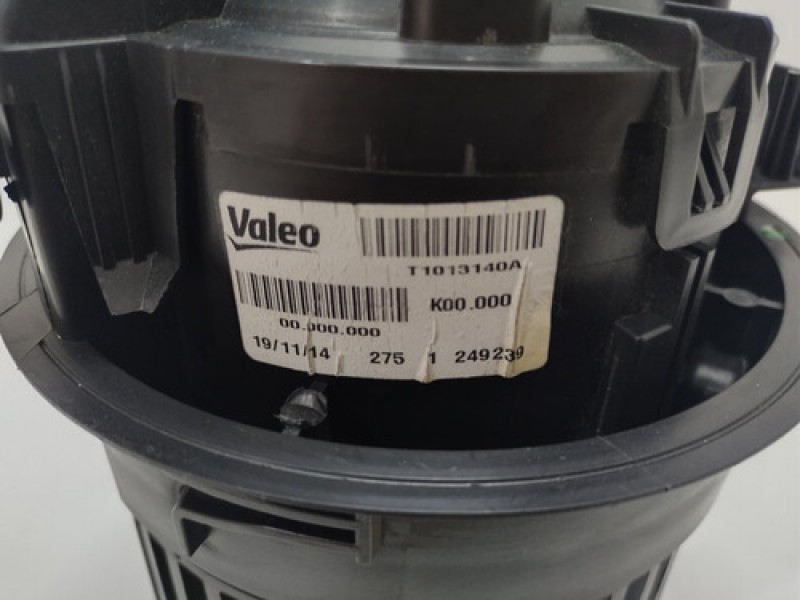 Valeo
T1013140A
K00.000
00.000.000
19/11/14 275 1 249239